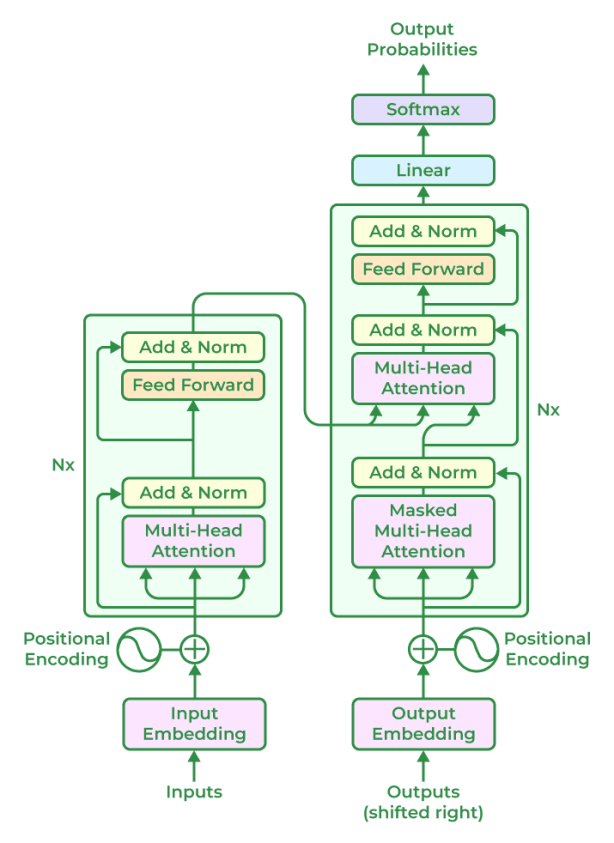 Output
Probabilities
Softmax
Linear
Add & Norm
Feed Forward
Add & Norm
Multi-Head
Attention
Nx
Add & Norm
Masked
Multi-Head
Attention
Positional
Encoding
Output
Embedding
Outputs
(shifted right)
Add & Norm
Feed Forward
Nx
Add & Norm
Multi-Head
Attention
Positional
Encoding
Input
Embedding
Inputs